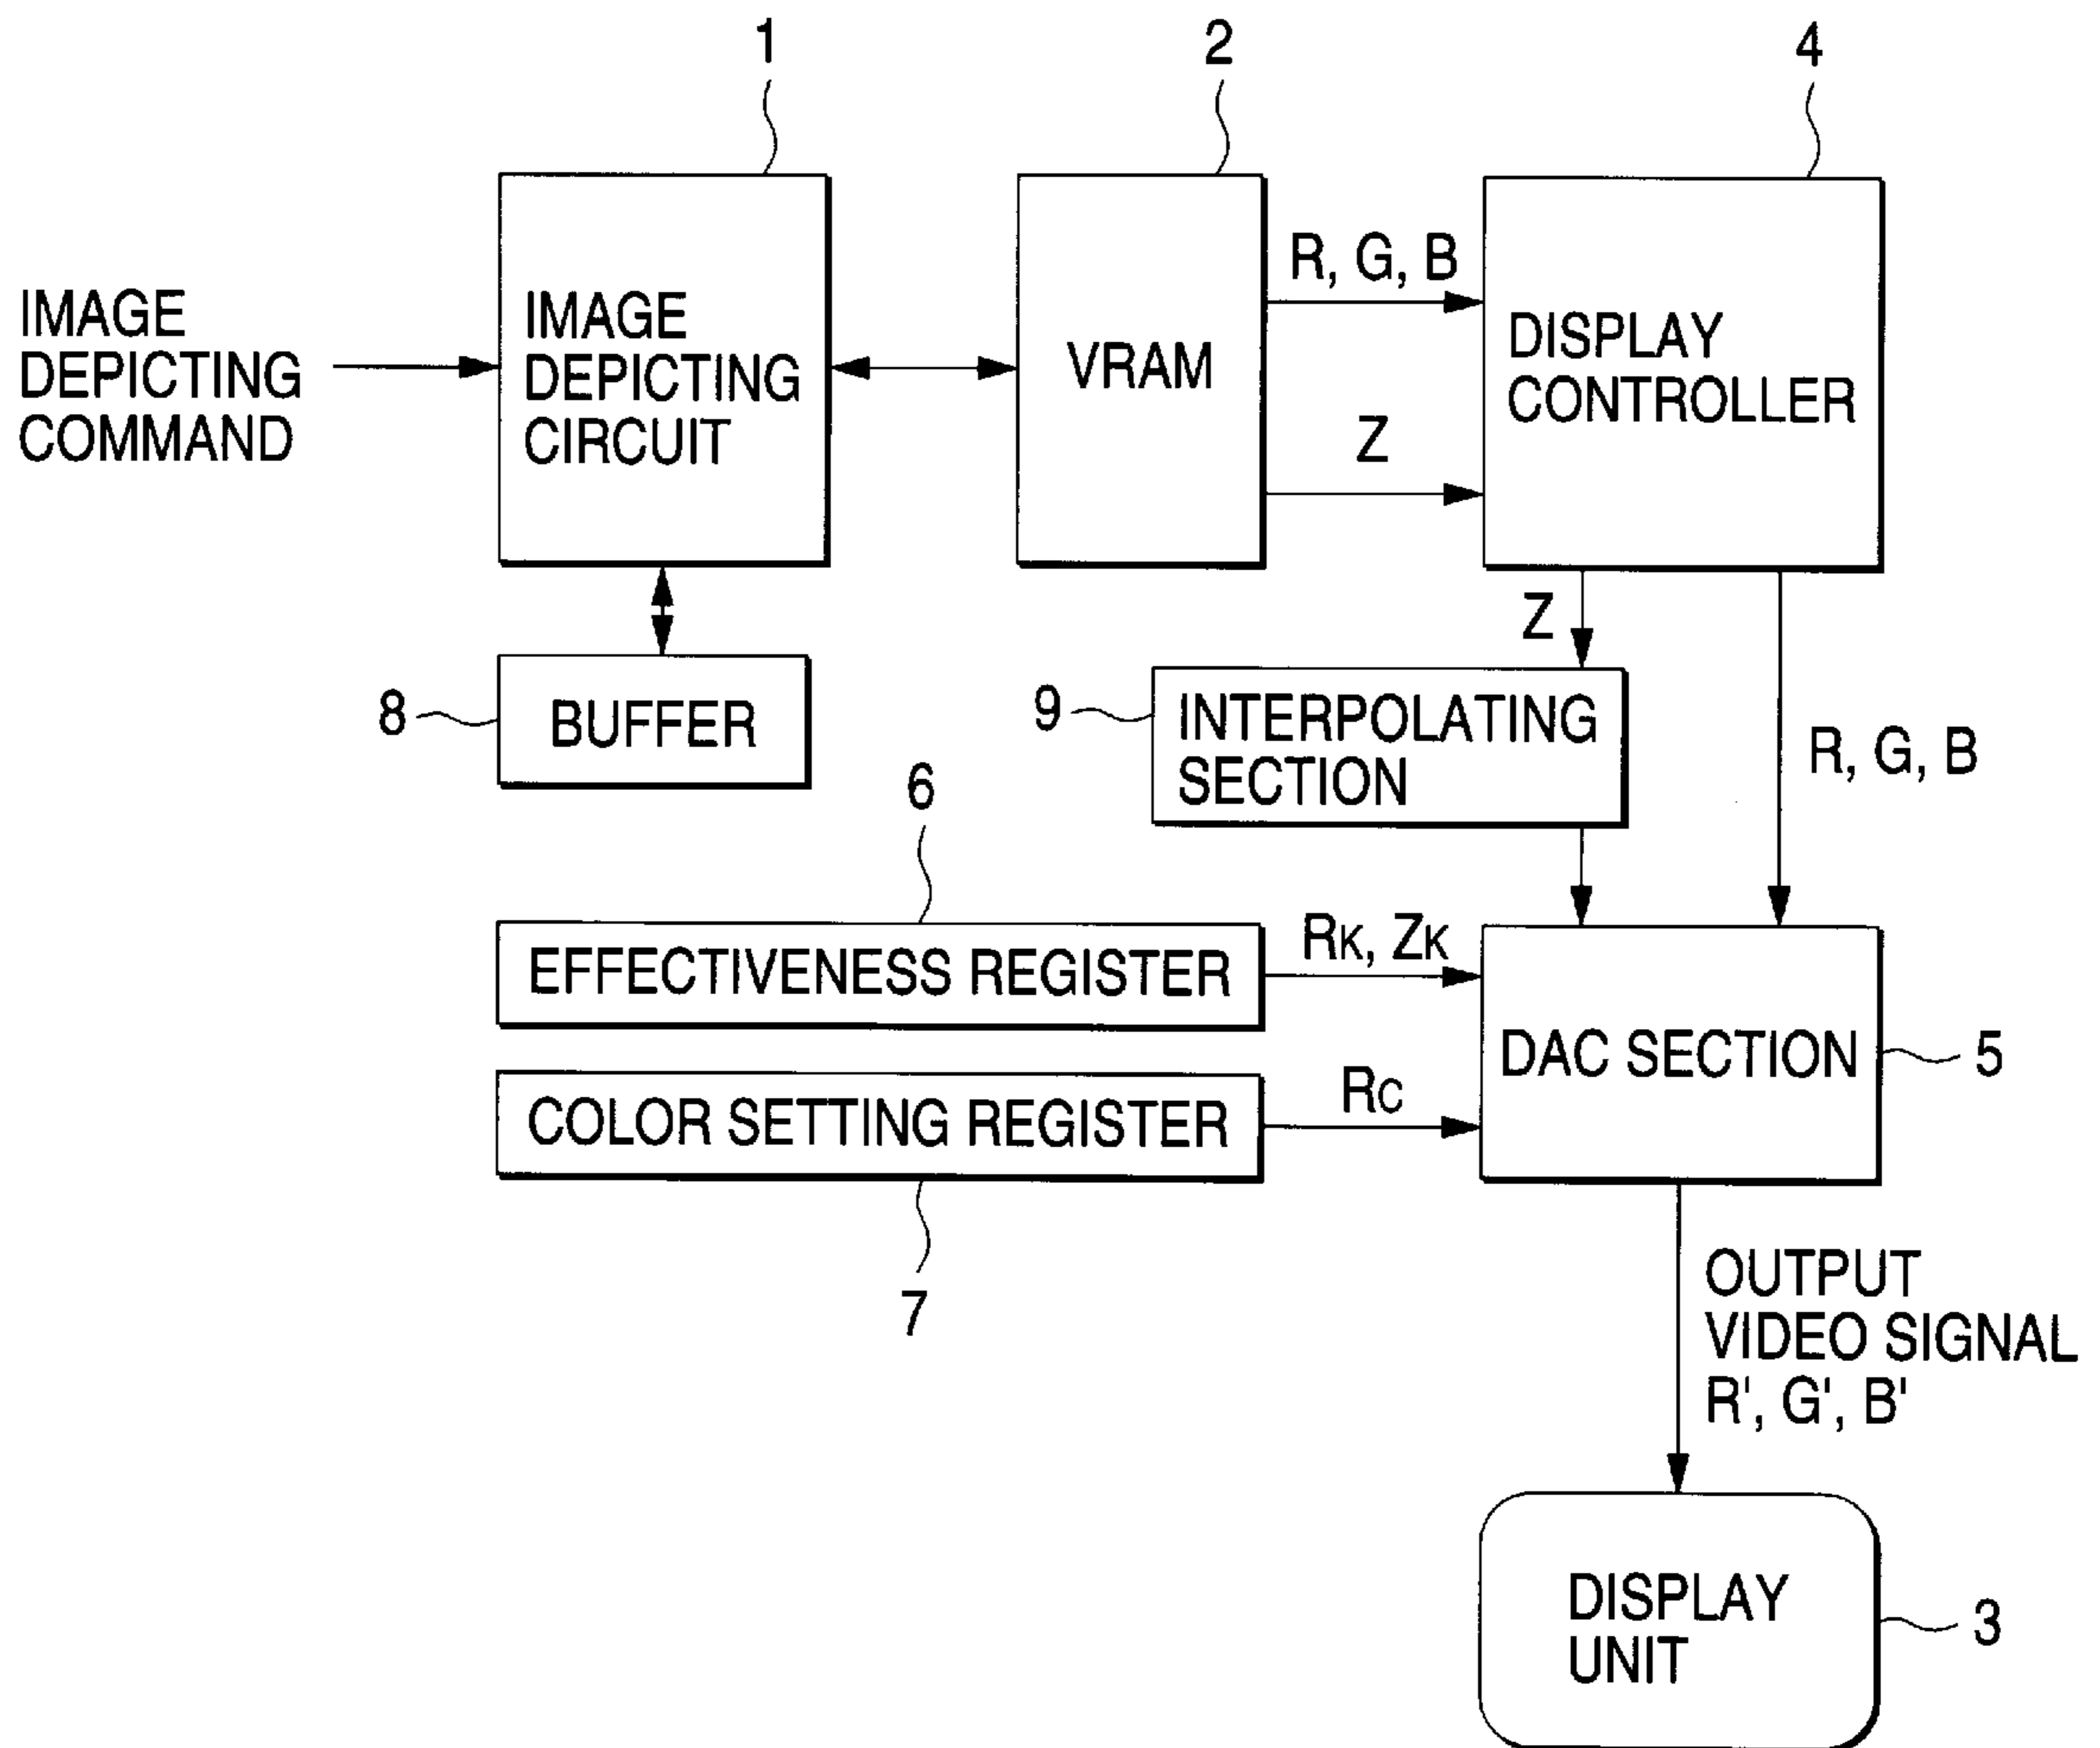 1
2
4
IMAGE
DEPICTING
COMMAND
IMAGE
DEPICTING
CIRCUIT
VRAM
R, G, B
Z
DISPLAY
CONTROLLER
Z
R, G, B
8
BUFFER
9
INTERPOLATING
SECTION
6
EFFECTIVENESS REGISTER
RK, ZK
COLOR SETTING REGISTER
RC
7
DAC SECTION
5
OUTPUT
VIDEO SIGNAL
R', G', B'
DISPLAY
UNIT
3